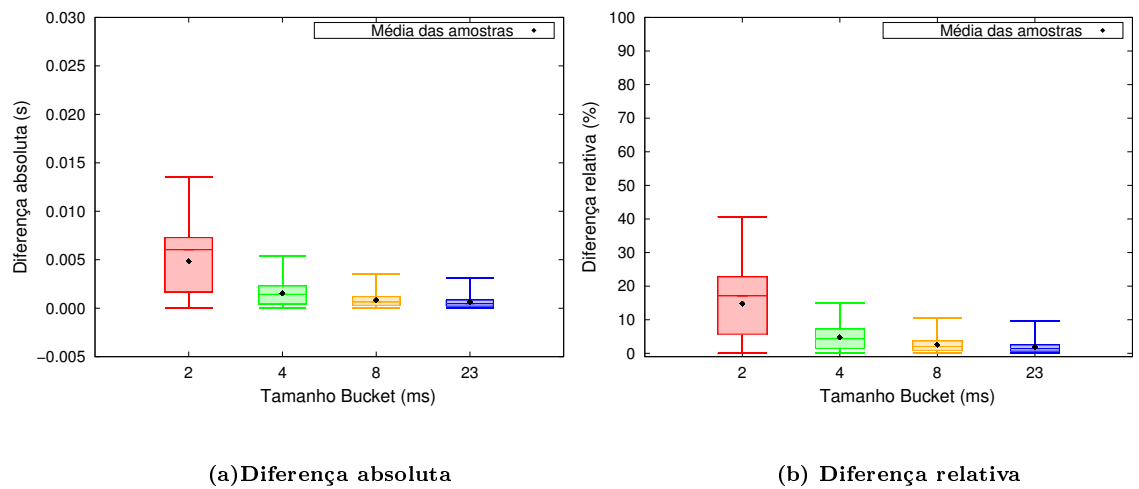 0.030
0.025
0.020
0.015
0.010
0.005
0.000
−0.005
Diferença absoluta (s)
Média das amostras
2 4 8 23
Tamanho Bucket (ms)
(a)Diferença absoluta
100
90
80
70
60
50
40
30
20
10
0
Diferença relativa (%)
Média das amostras
2 4 8 23
Tamanho Bucket (ms)
(b) Diferença relativa